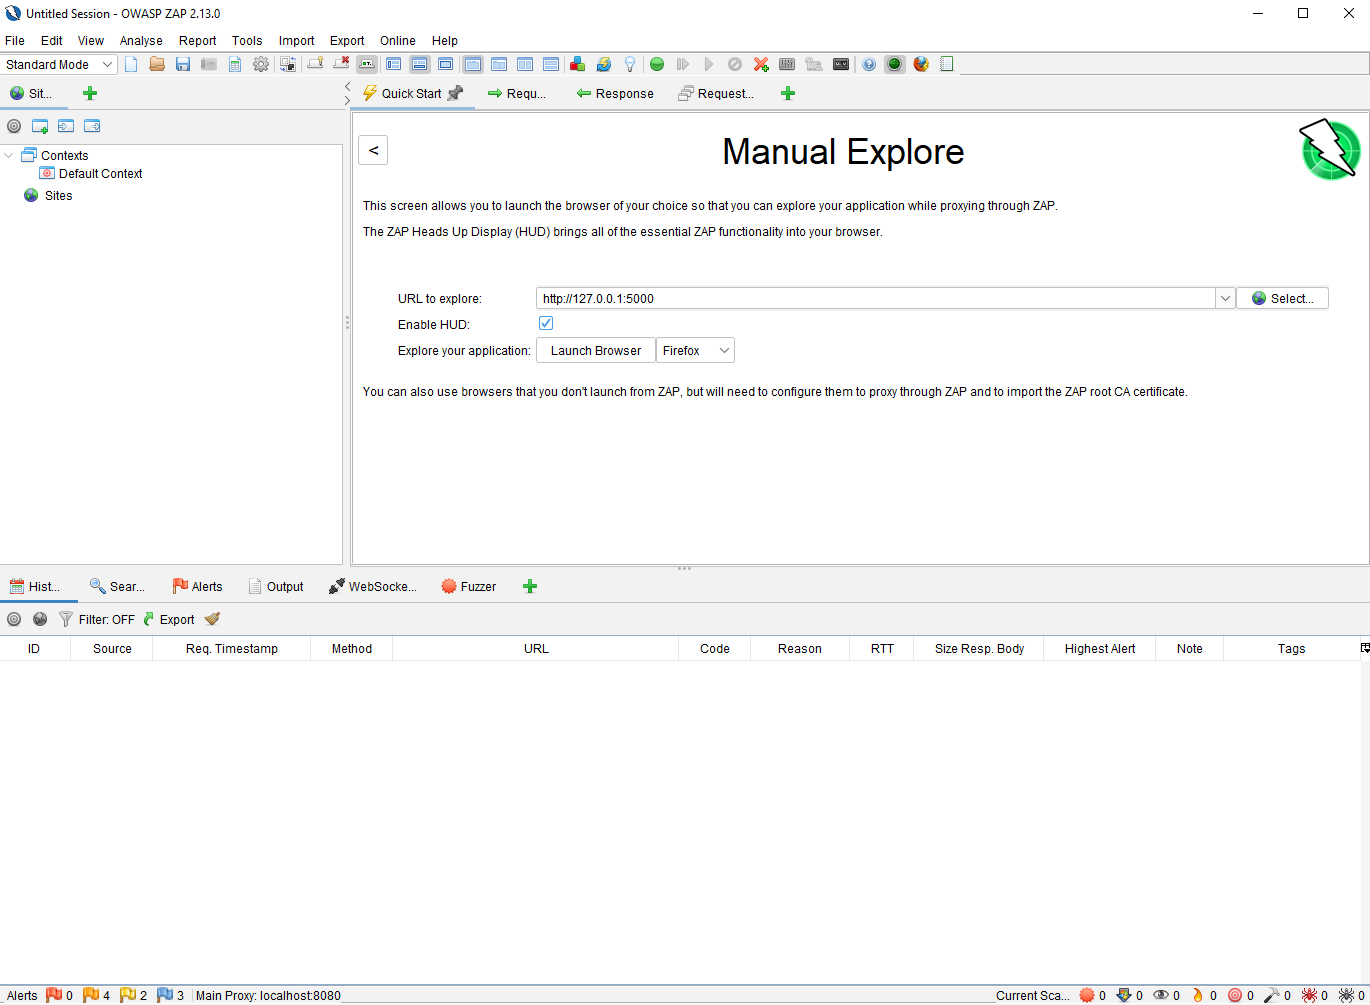 Untitled Session - OWASP ZAP 2.13.0
File Edit View Analyse Report Tools Import Export Online Help
Standard Mode
Sit...
Quick Start Requ... Response Request...
<
Manual Explore
Contexts
Default Context
Sites
This screen allows you to launch the browser of your choice so that you can explore your application while proxying through ZAP.
The ZAP Heads Up Display (HUD) brings all of the essential ZAP functionality into your browser.
URL to explore: http://127.0.0.1:5000 Select...
Enable HUD:
Explore your application: Launch Browser Firefox
You can also use browsers that you don't launch from ZAP, but will need to configure them to proxy through ZAP and to import the ZAP root CA certificate.
Hist... Sear... Alerts Output WebSocke... Fuzzer
Filter: OFF Export
ID Source Req. Timestamp Method URL Code Reason RTT Size Resp. Body Highest Alert Note Tags
Alerts 0 4 2 3 Main Proxy: localhost:8080 Current Sca... 0 0 0 0 0 0 0 0